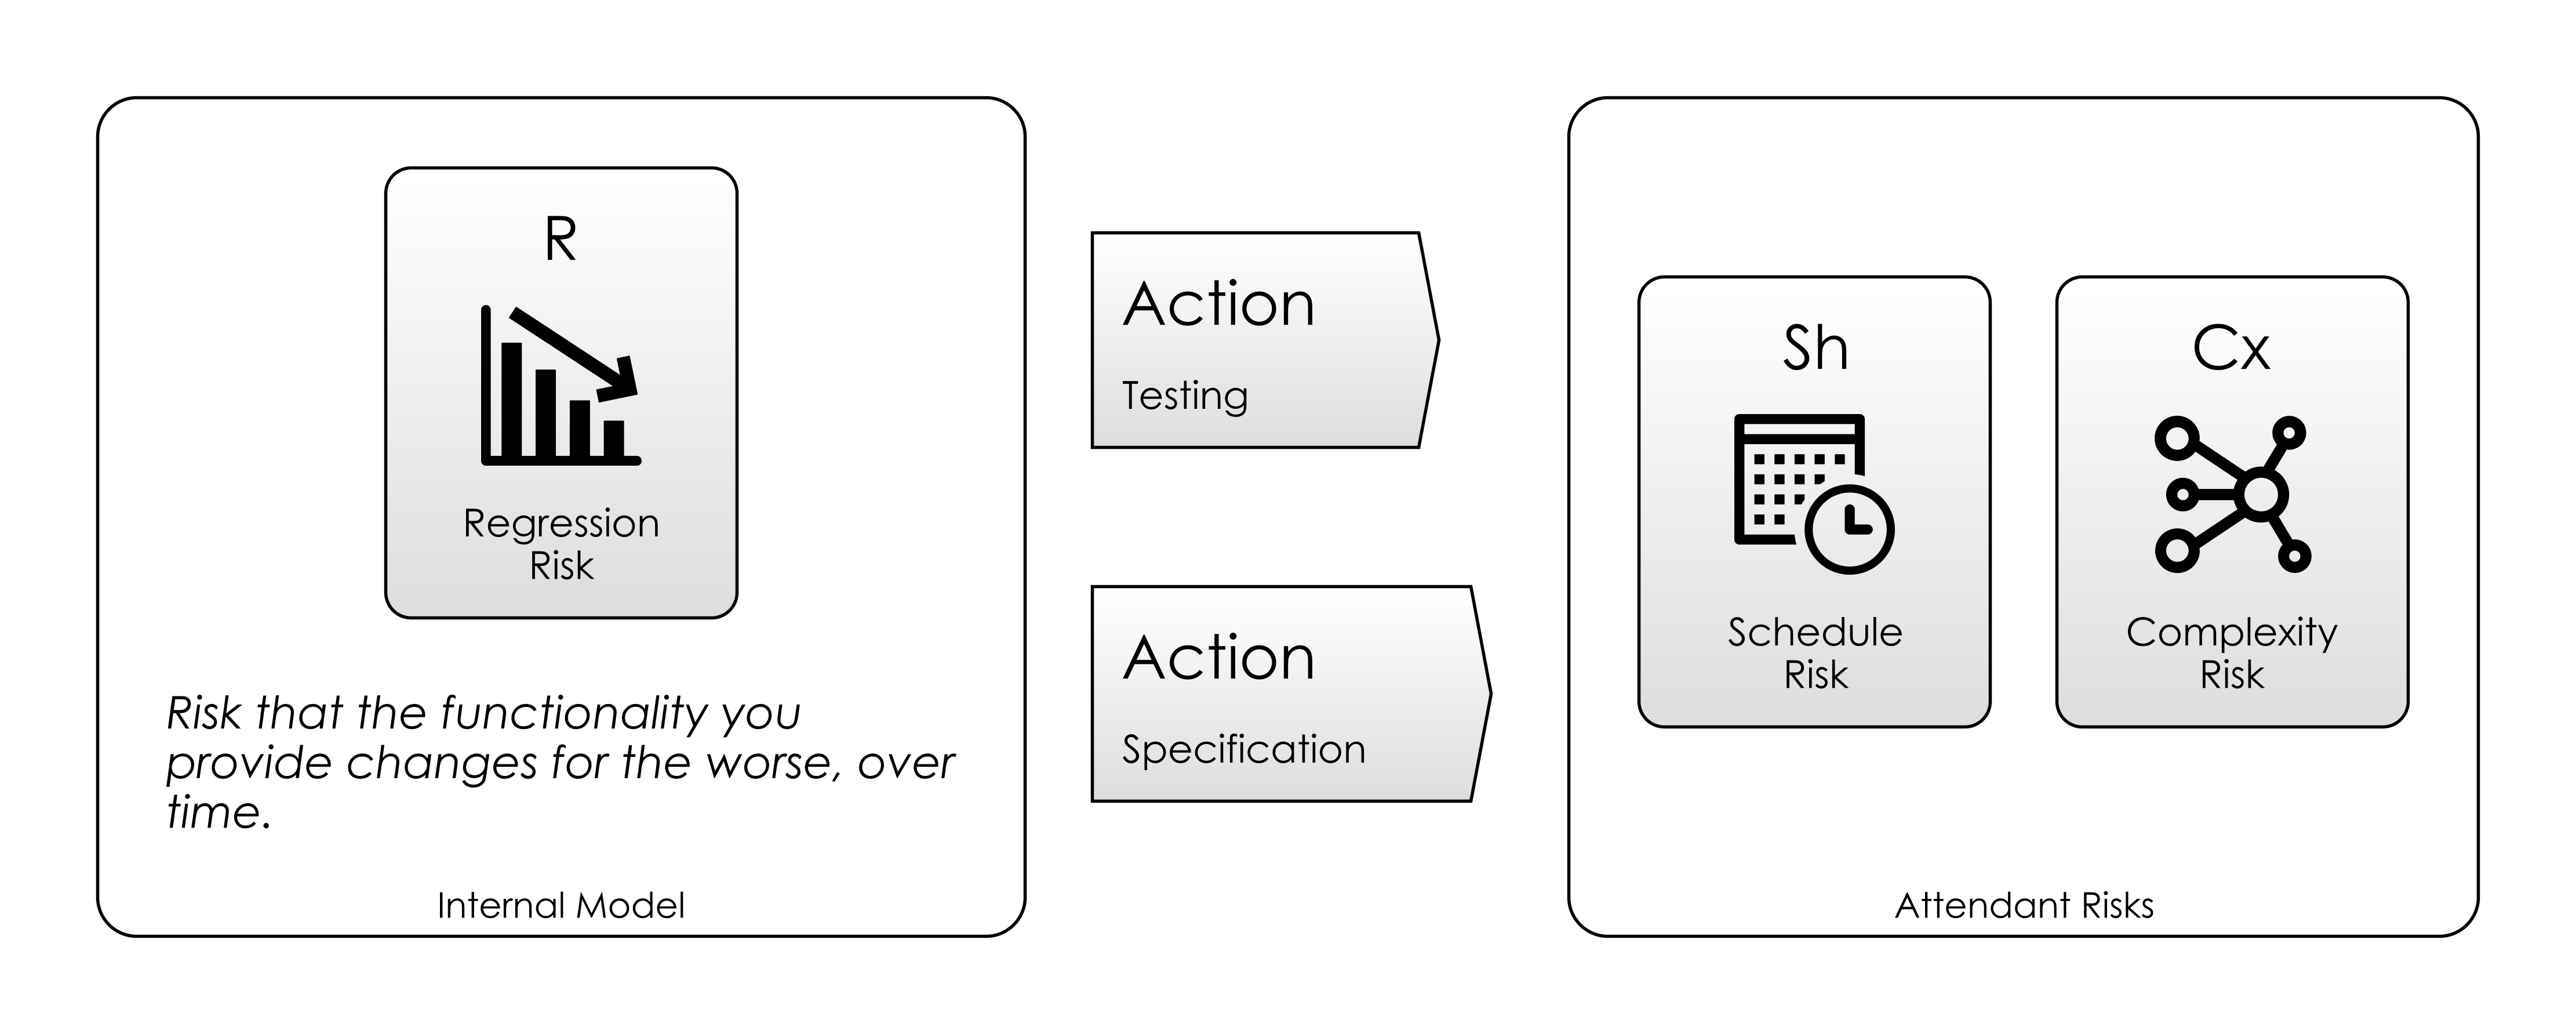 R
Regression
Risk
Risk that the functionality you
provide changes for the worse, over
time.
Internal Model
Action
Testing
Action
Specification
Sh
Schedule
Risk
Cx
Complexity
Risk
Attendant Risks